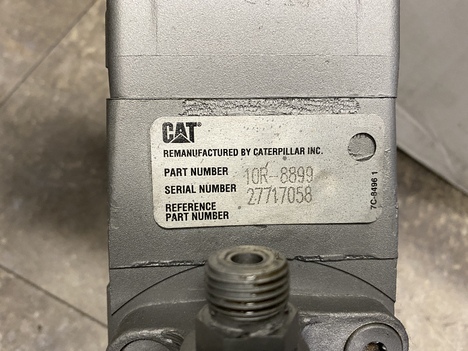 CAT®
REMANUFACTURED BY CATERPILLAR INC.
PART NUMBER 10R-8899
SERIAL NUMBER 27717058
REFERENCE
PART NUMBER
7C-8496 1